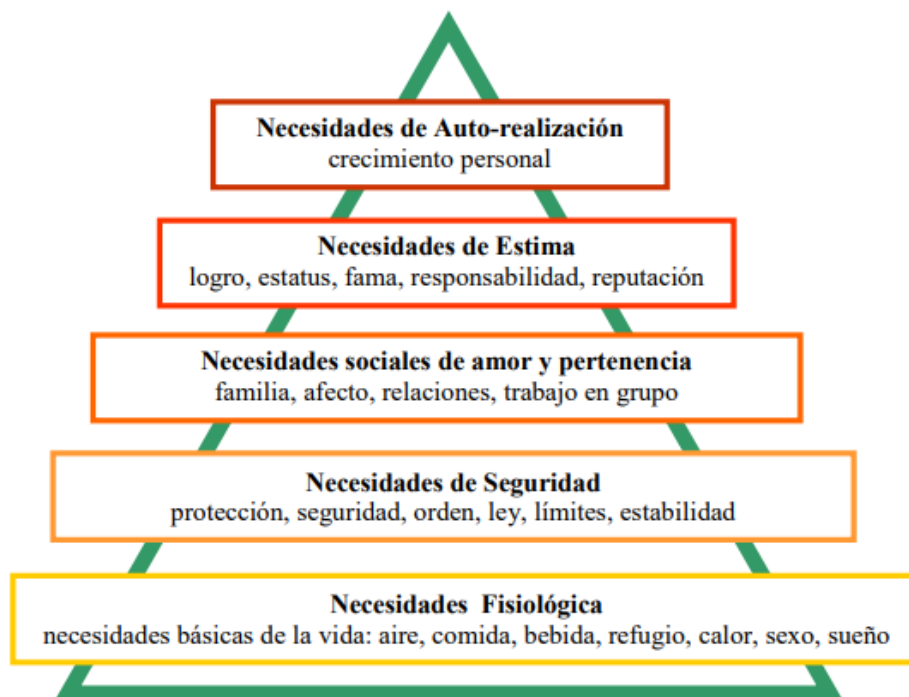 Necesidades de Auto-realización
crecimiento personal
Necesidades de Estima
logro, estatus, fama, responsabilidad, reputación
Necesidades sociales de amor y pertenencia
familia, afecto, relaciones, trabajo en grupo
Necesidades de Seguridad
protección, seguridad, orden, ley, límites, estabilidad
Necesidades Fisiológica
necesidades básicas de la vida: aire, comida, bebida, refugio, calor, sexo, sueño